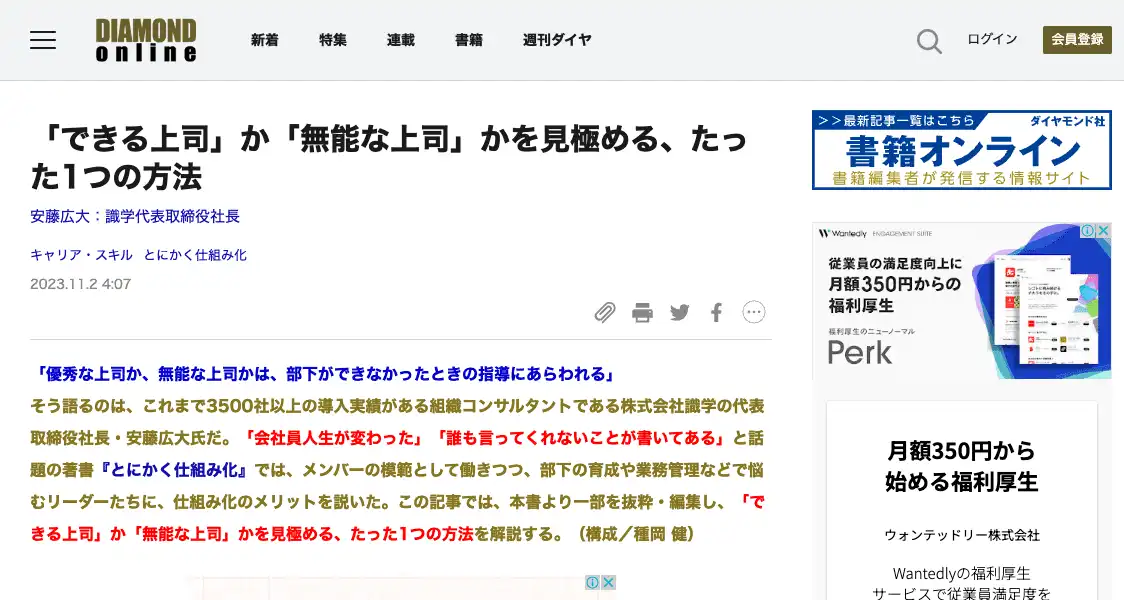 DIAMOND online
新着 特集 連載 書籍 週刊ダイヤ
ログイン
会員登録
「できる上司」か「無能な上司」かを見極める、たっ
た1つの方法
安藤広大：識学代表取締役社長
キャリア・スキル とにかく仕組み化
2023.11.2 4:07
「優秀な上司か、無能な上司かは、部下ができなかったときの指導にあらわれる」
そう語るのは、これまで3500社以上の導入実績がある組織コンサルタントである株式会社識学の代表
取締役社長・安藤広大氏だ。「会社員人生が変わった」「誰も言ってくれないことが書いてある」と話
題の著書『とにかく仕組み化』では、メンバーの模範として働きつつ、部下の育成や業務管理などで悩
むリーダーたちに、仕組み化のメリットを説いた。この記事では、本書より一部を抜粋・編集し、「で
きる上司」か「無能な上司」かを見極める、たった1つの方法を解説する。（構成／種岡 健）
>>最新記事一覧はこちら
ダイヤモンド社
書籍オンライン
書籍編集者が発信する情報サイト
Wantedly ENGAGEMENT SUITE
従業員の満足度向上に
月額350円からの
福利厚生
福利厚生のニューノーマル
Perk
月額350円から
始める福利厚生
ウォンテッドリー株式会社
Wantedlyの福利厚生
サービスで従業員満足度を